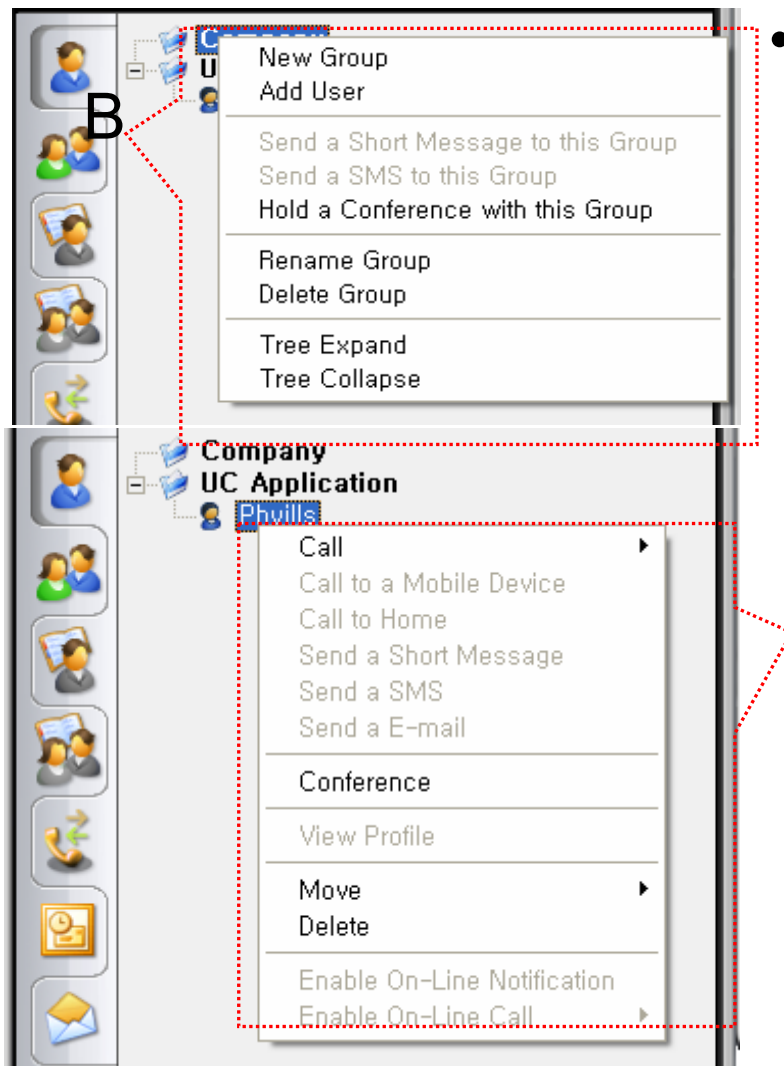 B
New Group
Add User
Send a Short Message to this Group
Send a SMS to this Group
Hold a Conference with this Group
Rename Group
Delete Group
Tree Expand
Tree Collapse
Company
UC Application
Phvills
Call
Call to a Mobile Device
Call to Home
Send a Short Message
Send a SMS
Send a E-mail
Conference
View Profile
Move
Delete
Enable On-Line Notification
Enable On-Line Call